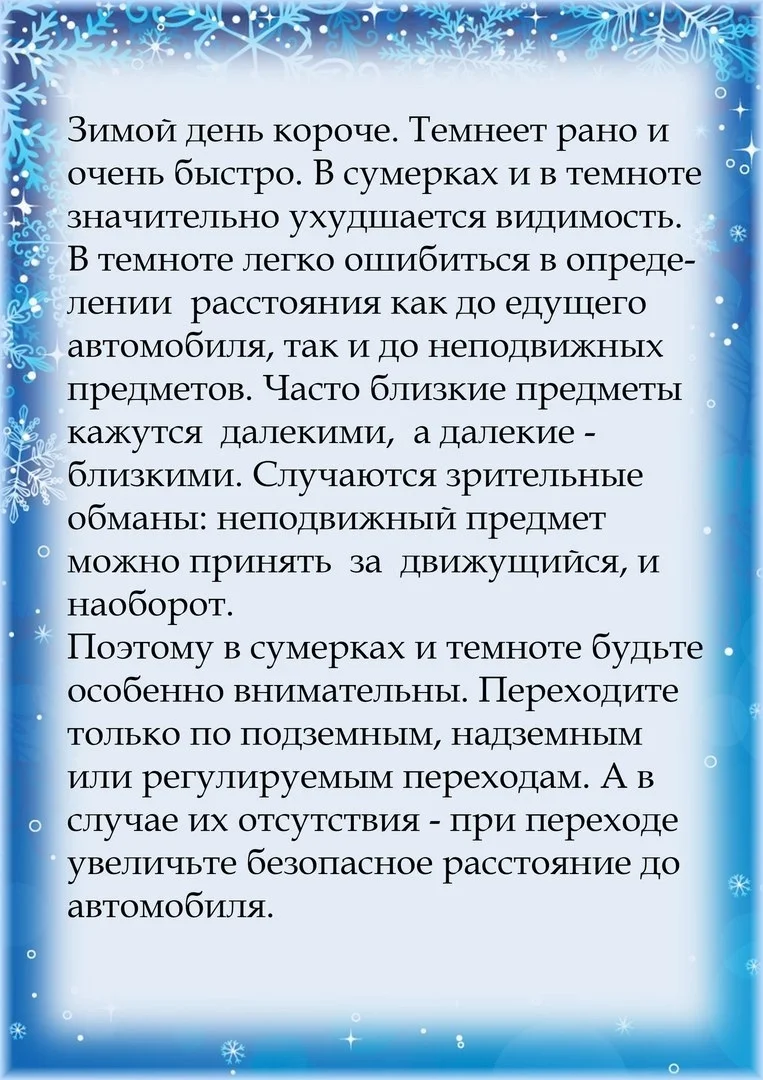 Зимой день короче. Темнеет рано и
очень быстро. В сумерках и в темноте
значительно ухудшается видимость.
В темноте легко ошибиться в опреде-
лении  расстояния как до едущего
автомобиля, так и до неподвижных
предметов. Часто близкие предметы
кажутся  далекими,  а далекие -
близкими. Случаются зрительные
обманы: неподвижный предмет
можно принять  за  движущийся, и
наоборот.
Поэтому в сумерках и темноте будьте
особенно внимательны. Переходите
только по подземным, надземным
или регулируемым переходам. А в
случае их отсутствия - при переходе
увеличьте безопасное расстояние до
автомобиля.